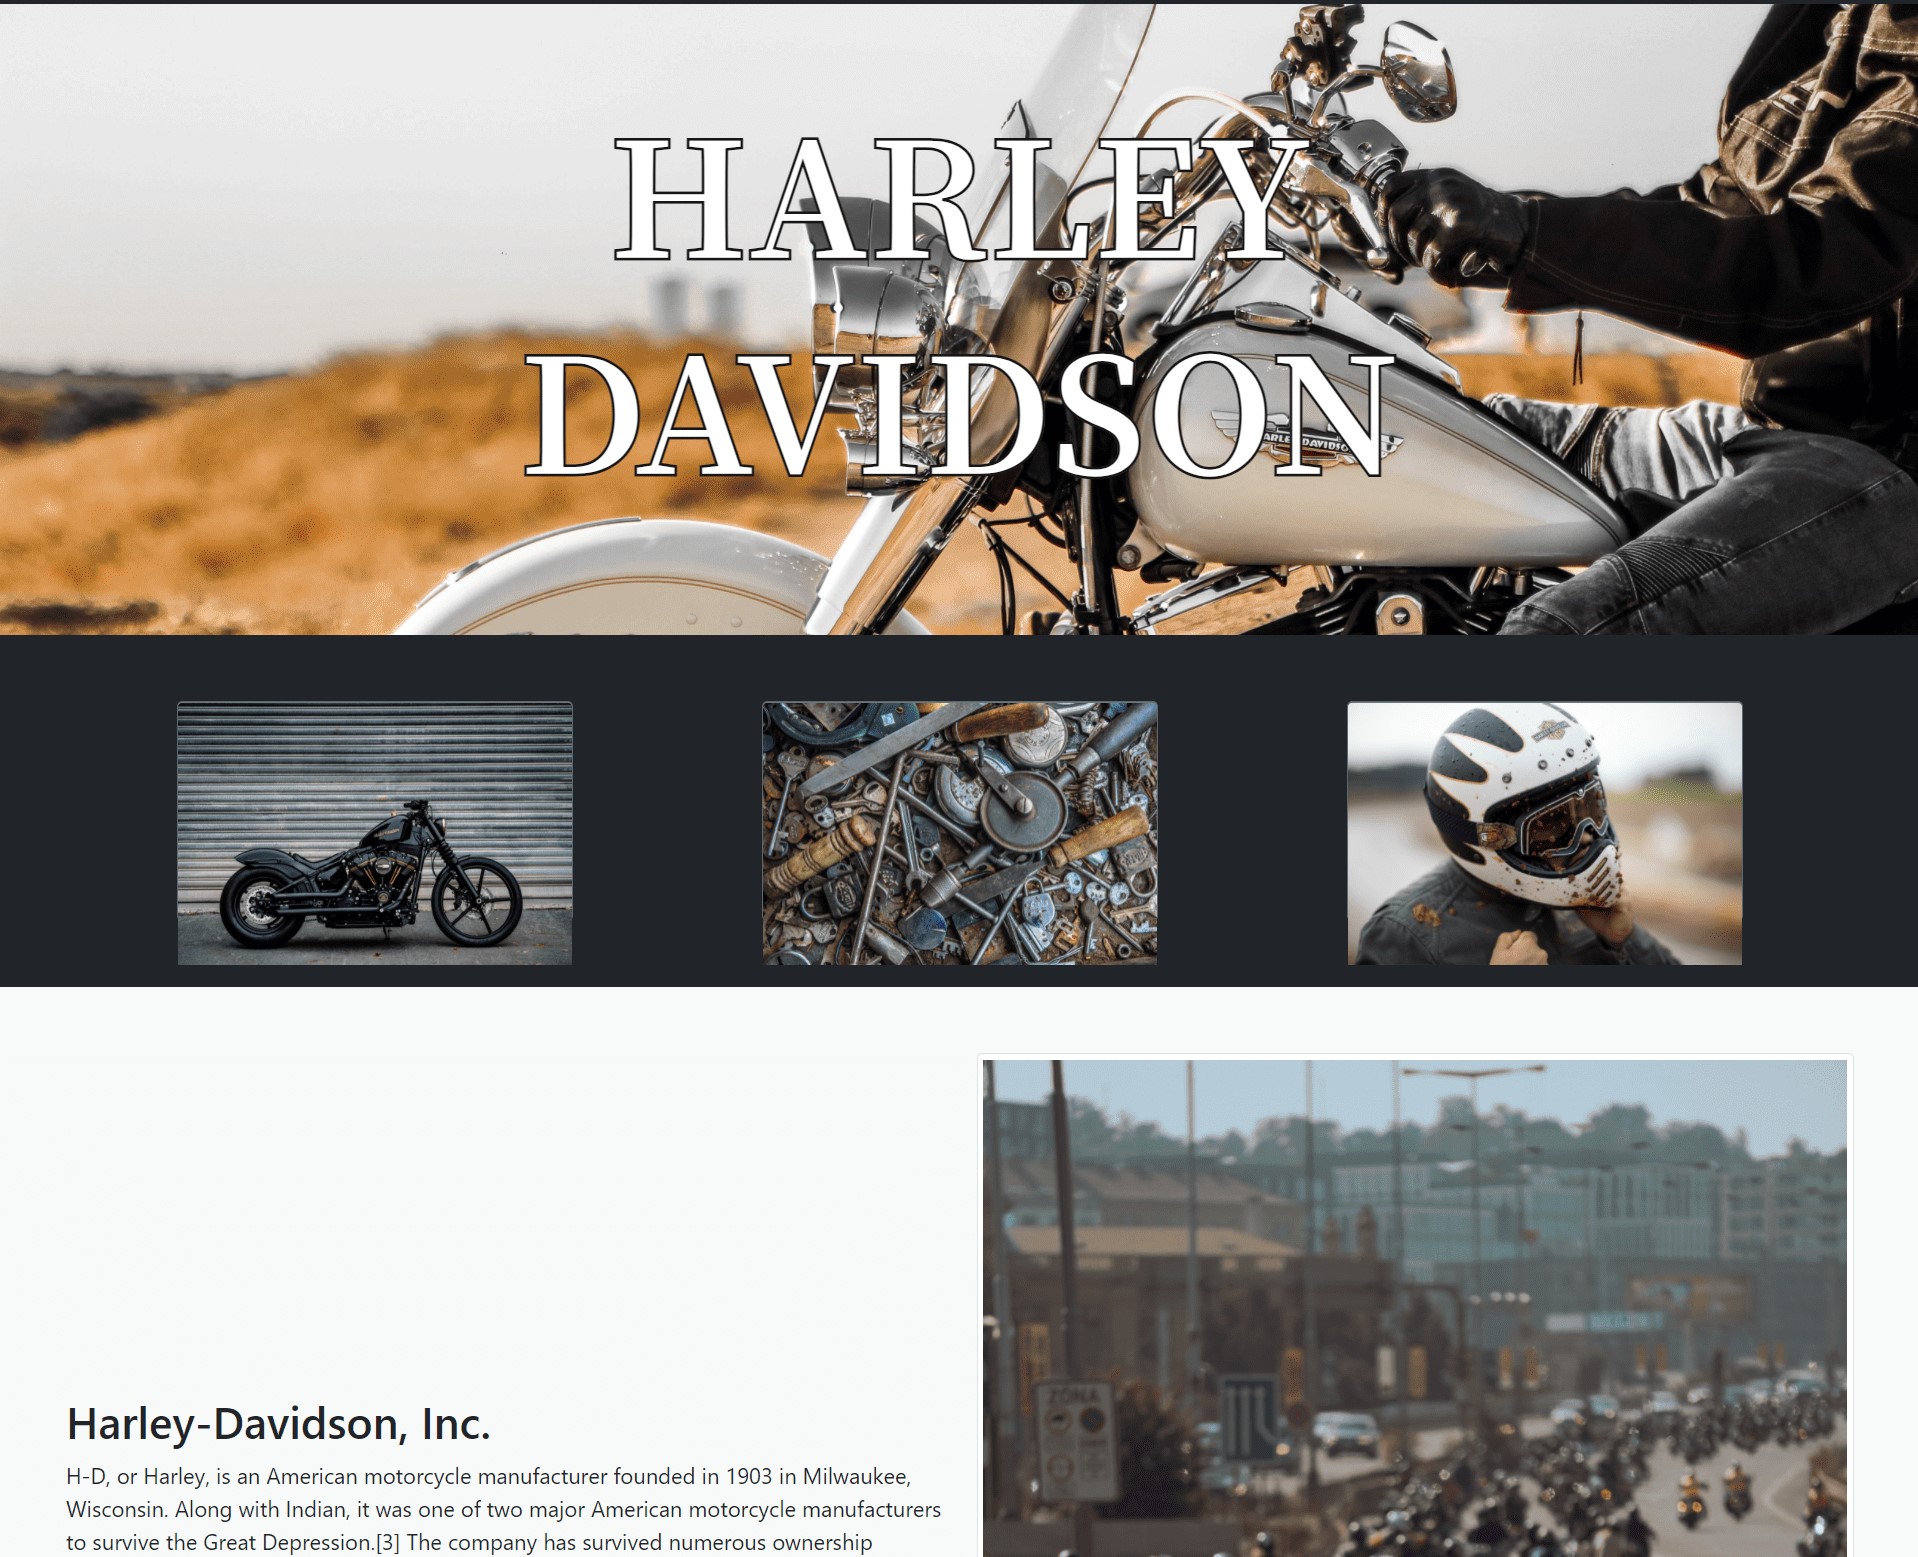 HARLEY
DAVIDSON
ZONA
Harley-Davidson, Inc.
H-D, or Harley, is an American motorcycle manufacturer founded in 1903 in Milwaukee,
Wisconsin. Along with Indian, it was one of two major American motorcycle manufacturers
to survive the Great Depression.[3] The company has survived numerous ownership